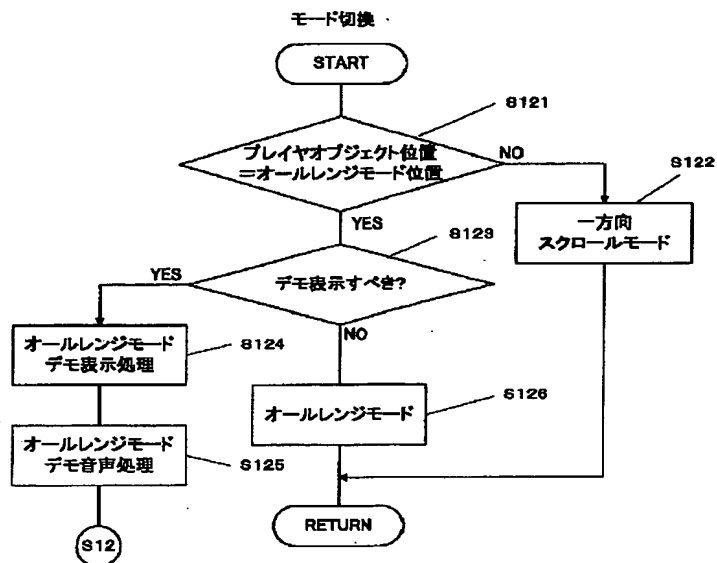 モード切換
START
S121
プレイヤオブジェクト位置
=オールレンジモード位置
NO
S122
YES
一方向
スクロールモード
S123
デモ表示すべき?
YES
NO
オールレンジモード
デモ表示処理
S124
オールレンジモード
S126
オールレンジモード
デモ音声処理
S125
S12
RETURN